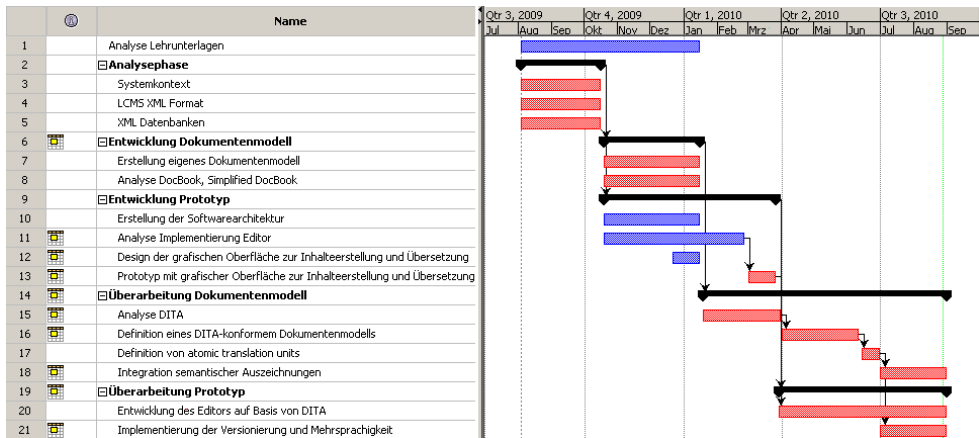 Name
Qtr 3, 2009 Qtr 4, 2009 Qtr 1, 2010 Qtr 2, 2010 Qtr 3, 2010
Jul Aug Sep Okt Nov Dez Jan Feb Mrz Apr Mai Jun Jul Aug Sep
1 Analyse Lehrunterlagen
2 Analysephase
3 Systemkontext
4 LCMS XML Format
5 XML Datenbanken
6 Entwicklung Dokumentenmodell
7 Erstellung eigenes Dokumentenmodell
8 Analyse DocBook, Simplified DocBook
9 Entwicklung Prototyp
10 Erstellung der Softwarearchitektur
11 Analyse Implementierung Editor
12 Design der grafischen Oberfläche zur Inhalteerstellung und Übersetzung
13 Prototyp mit grafischer Oberfläche zur Inhalteerstellung und Übersetzung
14 Überarbeitung Dokumentenmodell
15 Analyse DITA
16 Definition eines DITA-konformem Dokumentenmodells
17 Definition von atomic translation units
18 Integration semantischer Auszeichnungen
19 Überarbeitung Prototyp
20 Entwicklung des Editors auf Basis von DITA
21 Implementierung der Versionierung und Mehrsprachigkeit